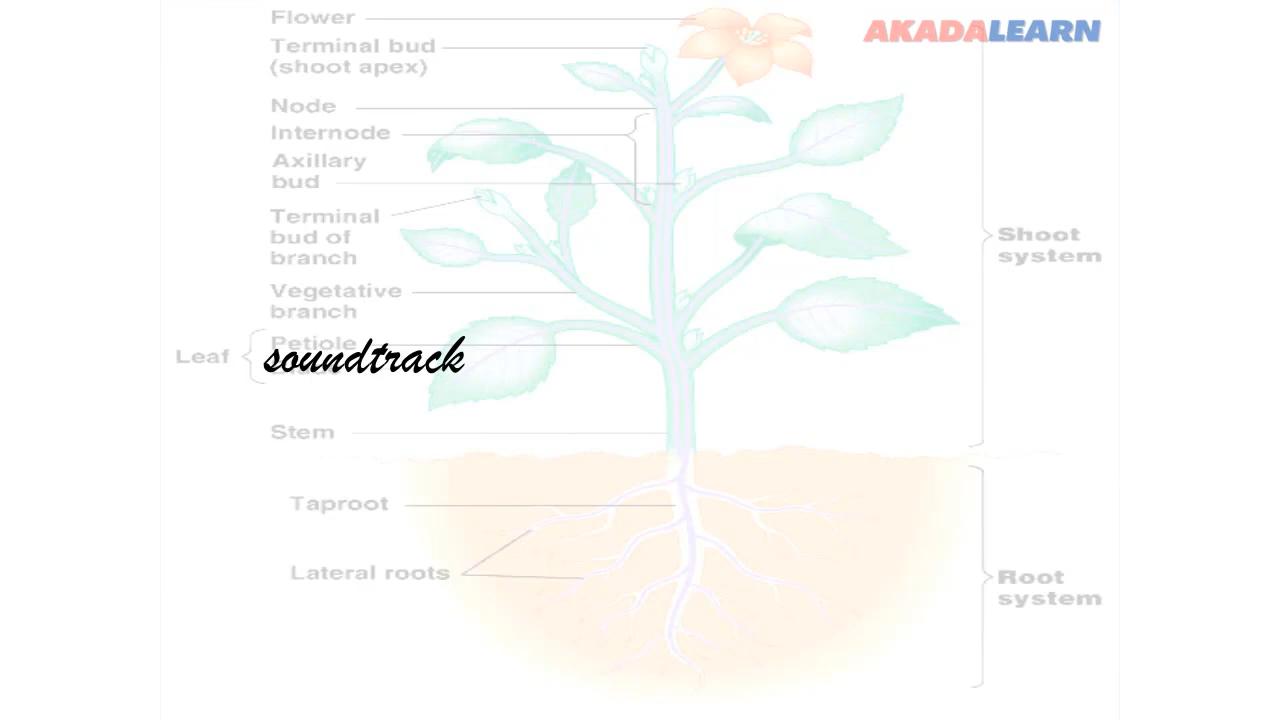 Flower
AKADALEARN
Terminal bud
(shoot apex)
Node
Internode
Axillary
bud
Terminal
bud of
branch
Shoot
system
Vegetative
branch
Petiole
Leaf
soundtrack
Stem
Taproot
Lateral roots
Root
system